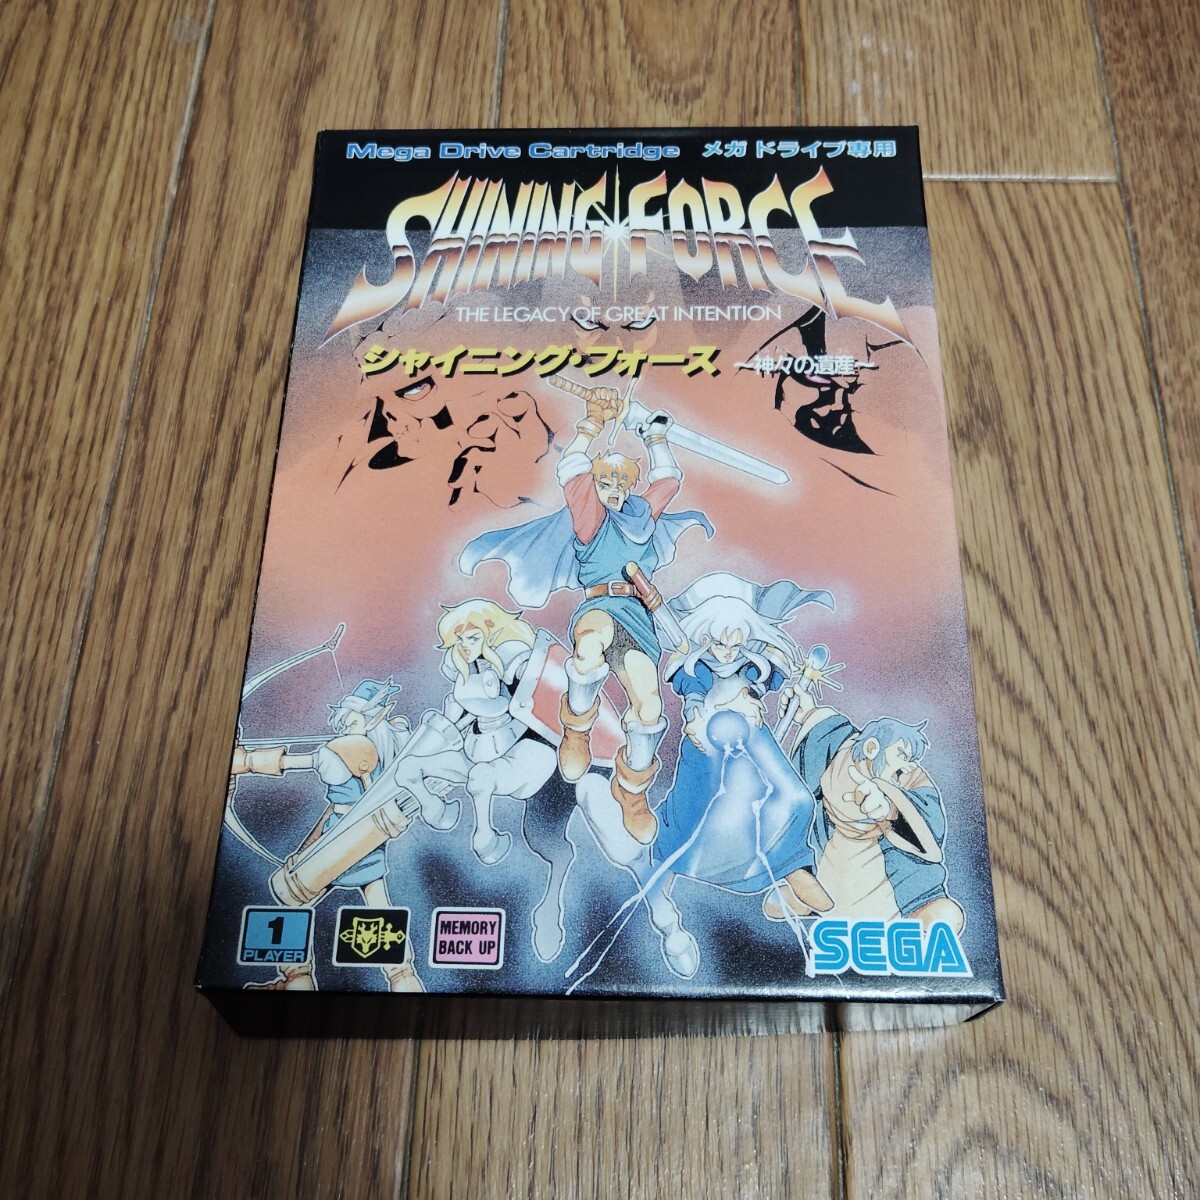 Mega Drive Cartridge メガドライブ専用
SHINING FORCE
THE LEGACY OF GREAT INTENTION
シャイニング・フォース ～神々の遺産～
1
PLAYER
MEMORY
BACK UP
SEGA